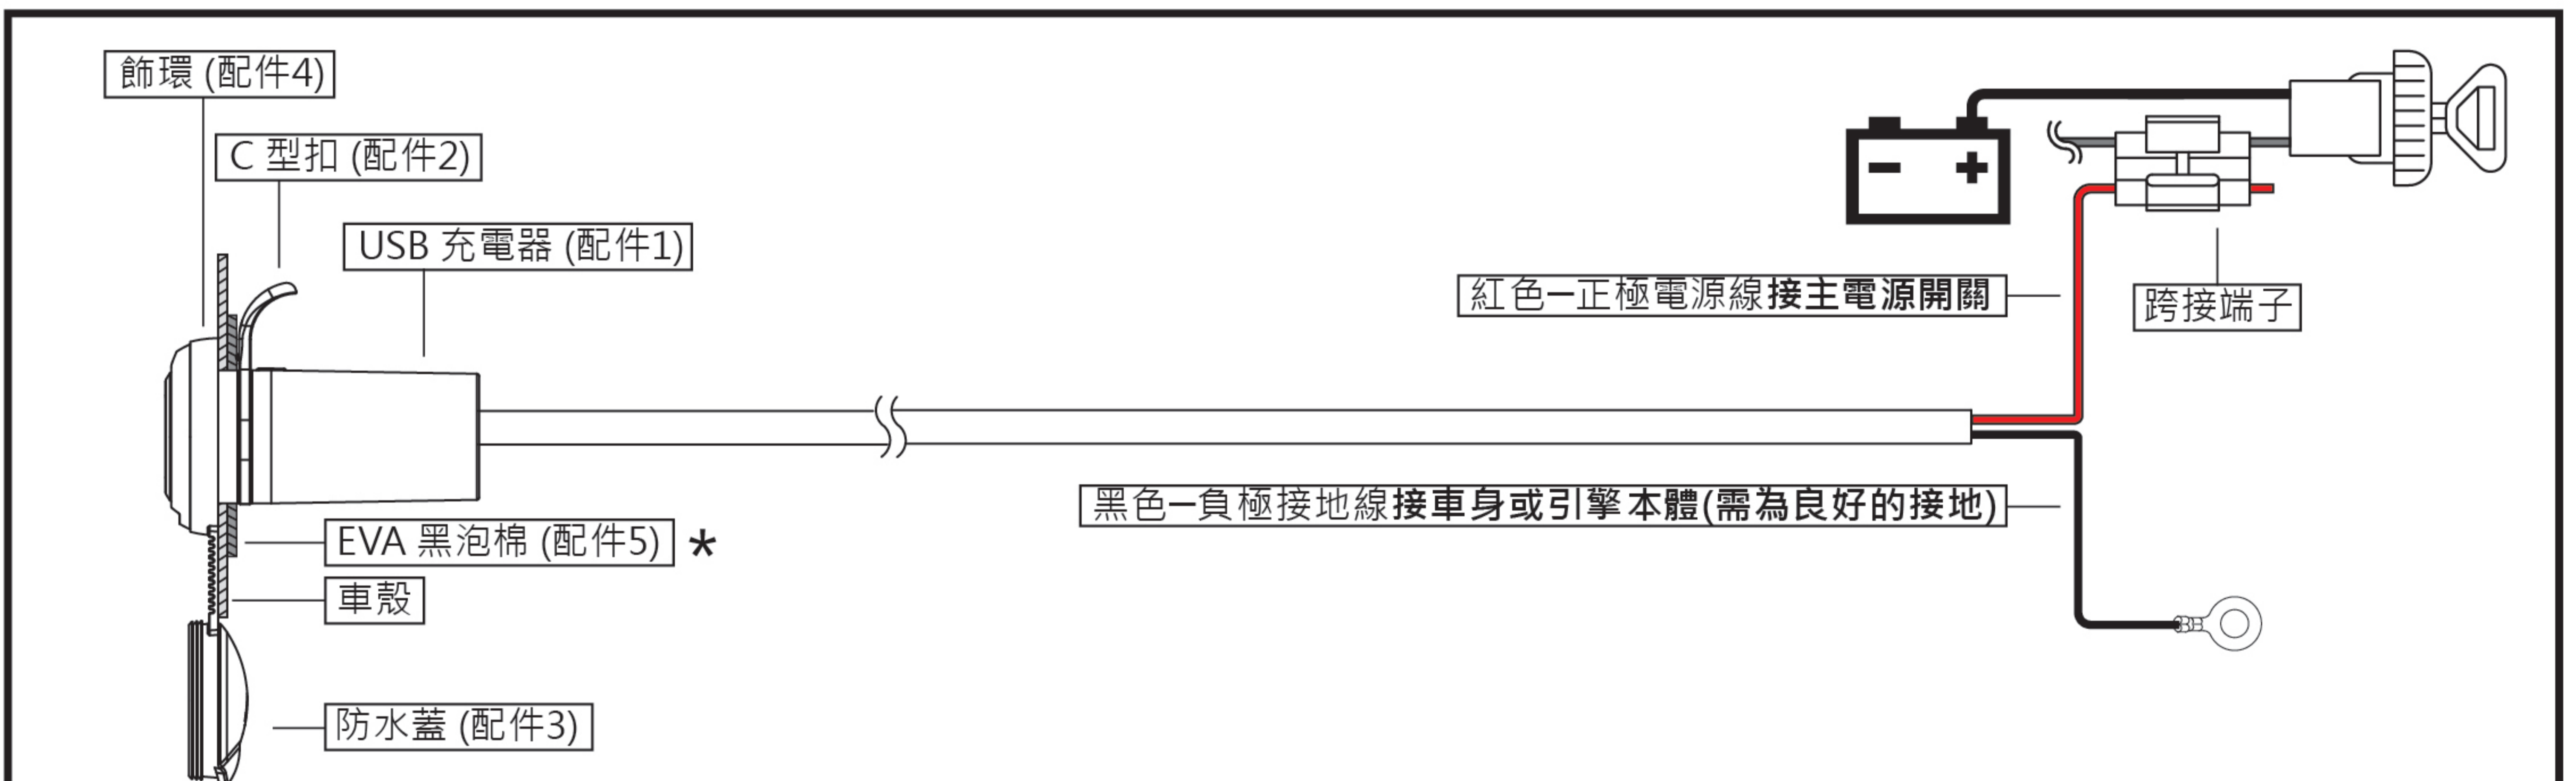 飾環 (配件4)
C 型扣 (配件2)
USB 充電器 (配件1)
紅色─正極電源線接主電源開關
跨接端子
黑色─負極接地線接車身或引擎本體(需為良好的接地)
EVA 黑泡棉 (配件5) *
車殼
防水蓋 (配件3)